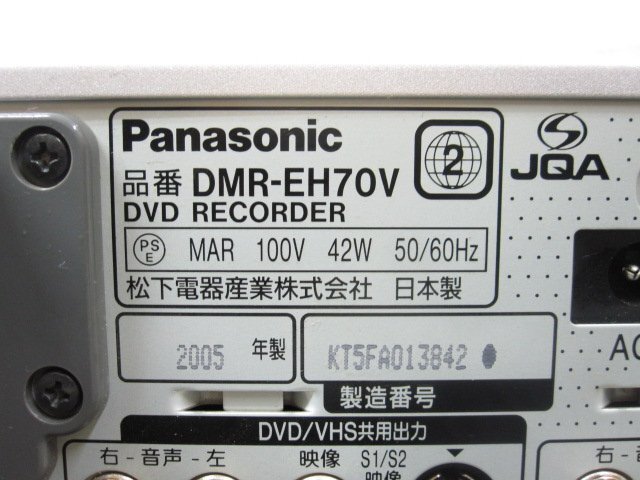 Panasonic
2
JQA
品番 DMR-EH70V
DVD RECORDER
PS E MAR 100V 42W 50/60Hz
松下電器産業株式会社 日本製
AC
2005 年製
KT5FA013842
製造番号
DVD/VHS共用出力
右 - 音声 - 左 映像 S1/S2
映像
右 -